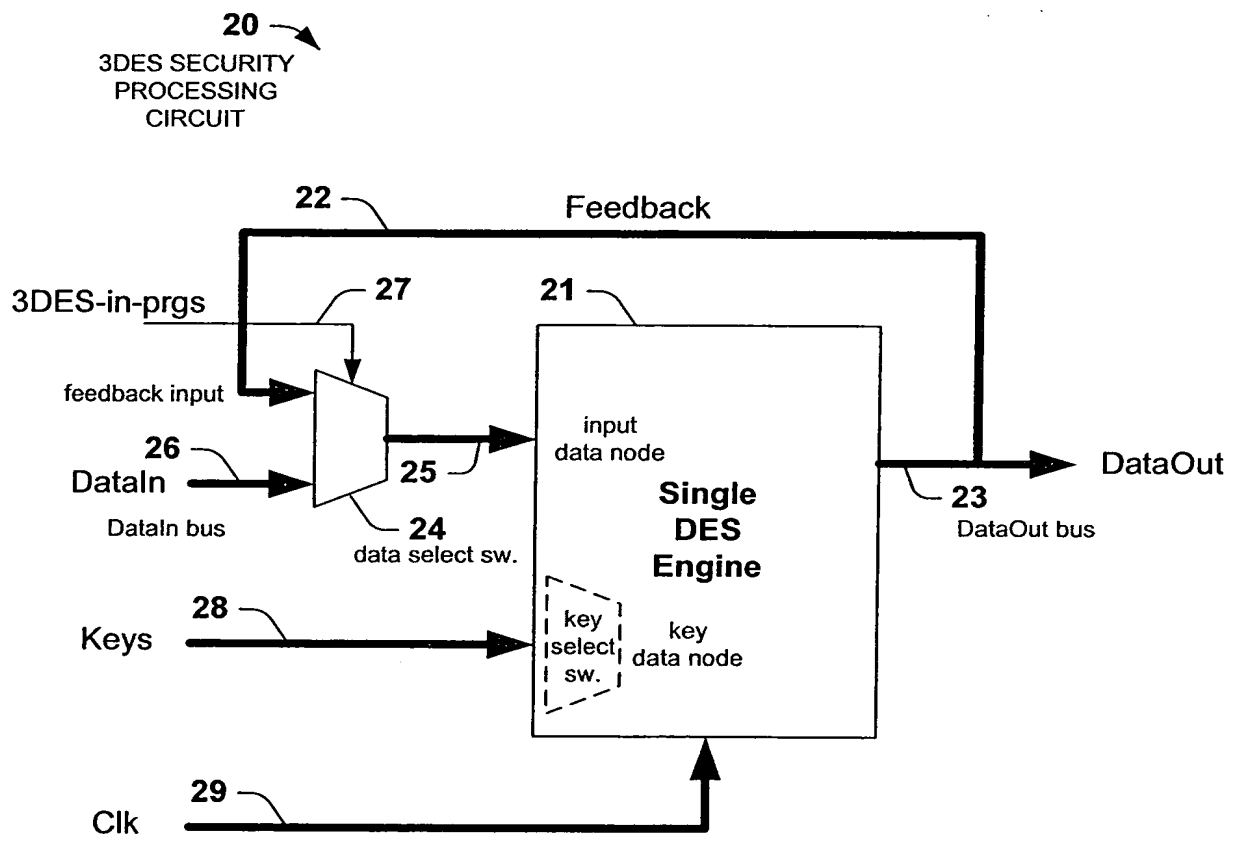 20
3DES SECURITY
PROCESSING
CIRCUIT
22
Feedback
3DES-in-prgs
27
21
feedback input
input
data node
26
25
DataIn
DataOut
23
Single
DES
Engine
DataIn bus
24
data select sw.
DataOut bus
28
Keys
key
select
sw.
key
data node
29
Clk